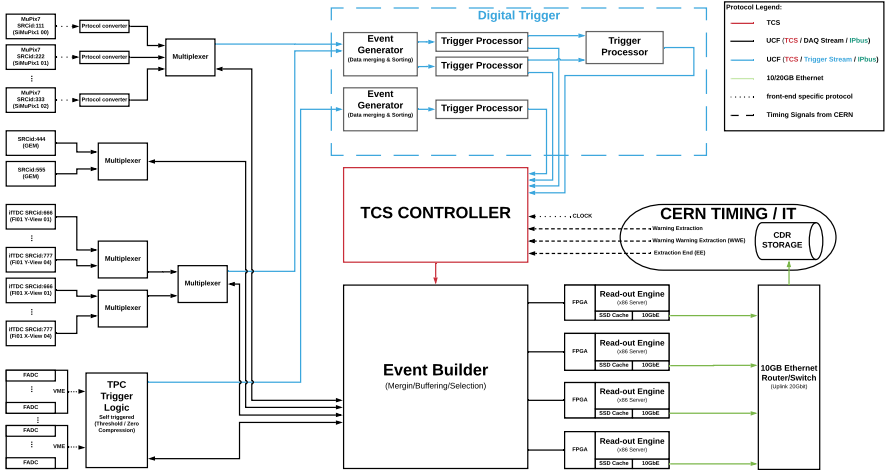 MuPix7
SRCid:111
(SiMuPix1 00)
Prtocol converter
MuPix7
SRCid:222
(SiMuPix1 01)
Prtocol converter
⋮
MuPix7
SRCid:333
(SiMuPix1 02)
Prtocol converter
Multiplexer
SRCid:444
(GEM)
SRCid:555
(GEM)
Multiplexer
ifTDC SRCid:666
(FI01 Y-View 01)
⋮
ifTDC SRCid:777
(FI01 Y-View 04)
Multiplexer
ifTDC SRCid:666
(FI01 X-View 01)
⋮
ifTDC SRCid:777
(FI01 X-View 04)
Multiplexer
Multiplexer
FADC
⋮
FADC
VME
⋮
FADC
⋮
FADC
VME
TPC
Trigger
Logic
Self triggered
(Threshold / Zero
Compression)
Digital Trigger
Event
Generator
(Data merging & Sorting)
Trigger Processor
Trigger Processor
Trigger
Processor
Event
Generator
(Data merging & Sorting)
Trigger Processor
TCS CONTROLLER
CLOCK
Warning Extraction
Warning Warning Extraction (WWE)
Extraction End (EE)
CERN TIMING / IT
CDR
STORAGE
Event Builder
(Mergin/Buffering/Selection)
FPGA
Read-out Engine
(x86 Server)
SSD Cache
10GbE
FPGA
Read-out Engine
(x86 Server)
SSD Cache
10GbE
FPGA
Read-out Engine
(x86 Server)
SSD Cache
10GbE
FPGA
Read-out Engine
(x86 Server)
SSD Cache
10GbE
10GB Ethernet
Router/Switch
(Uplink 20Gbit)
Protocol Legend:
TCS
UCF (TCS / DAQ Stream / IPbus)
UCF (TCS / Trigger Stream / IPbus)
10/20GB Ethernet
front-end specific protocol
Timing Signals from CERN